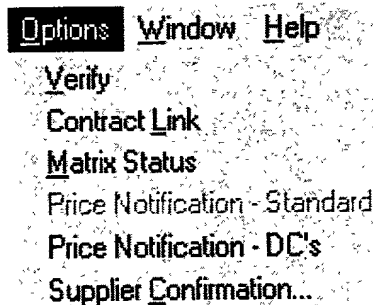 Options Window Help
Verify
Contract Link
Matrix Status
Price Notification - Standard
Price Notification - DC's
Supplier Confirmation...